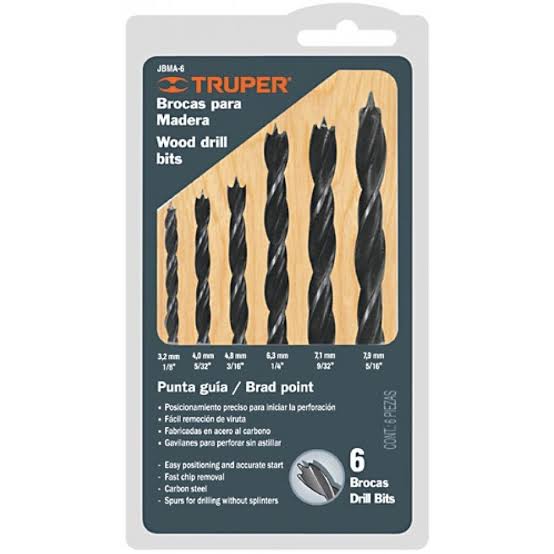 JBMA-6
TRUPER®
Brocas para
Madera
Wood drill
bits
3,2 mm 4,0 mm 4,8 mm 6,3 mm 7,1 mm 7,9 mm
1/8" 5/32" 3/16" 1/4" 9/32" 5/16"
Punta guía / Brad point
• Posicionamiento preciso para iniciar la perforación
• Fácil remoción de viruta
• Fabricadas en acero al carbono
• Gavilanes para perforar sin astillar
- Easy positioning and accurate start
- Fast chip removal
- Carbon steel
- Spurs for drilling without splinters
6
Brocas
Drill Bits
CONT.: 6 PIEZAS